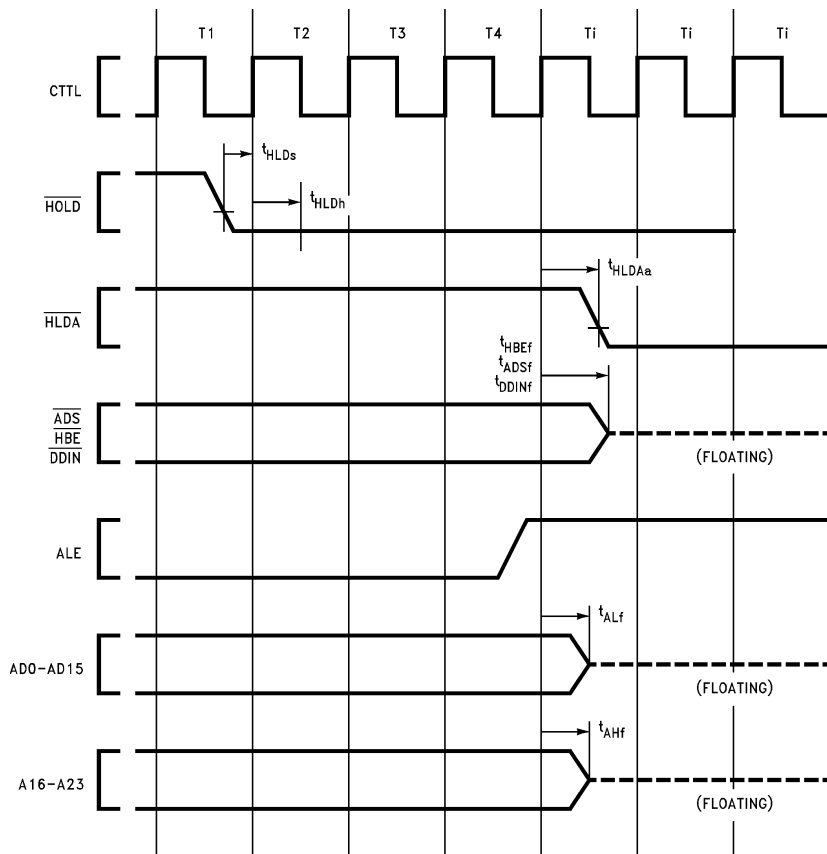 T1 T2 T3 T4 Ti Ti Ti
CTTL
tHLDs
HOLD
tHLDh
tHLDAa
HLDA
tHBEf
tADSf
tDDINf
ADS
HBE
DDIN
(FLOATING)
ALE
tALf
AD0-AD15
(FLOATING)
tAHf
A16-A23
(FLOATING)